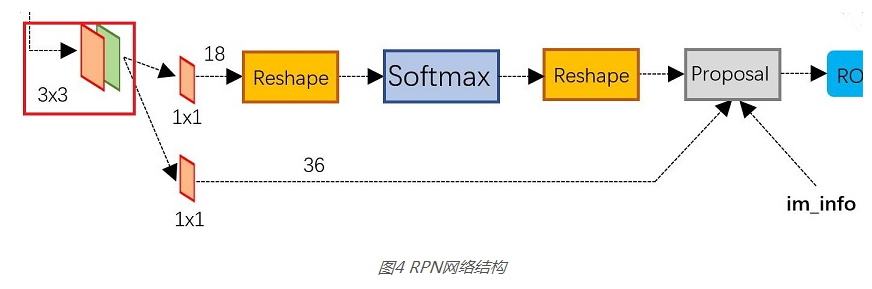 3x3
18
1x1
Reshape
Softmax
Reshape
Proposal
RO
1x1
36
im_info
图4 RPN网络结构